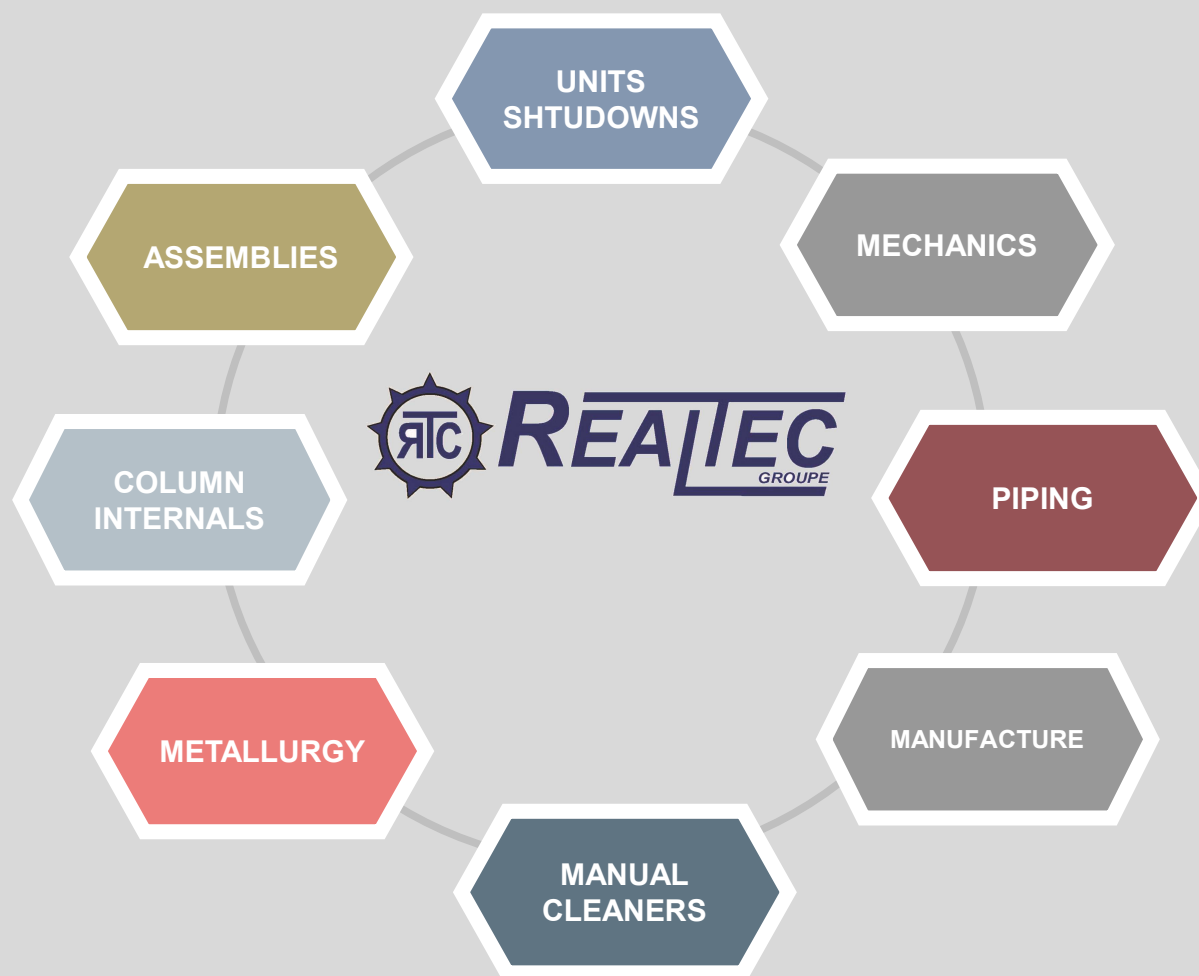 UNITS
SHTUDOWNS
MECHANICS
PIPING
MANUFACTURE
MANUAL
CLEANERS
METALLURGY
COLUMN
INTERNALS
ASSEMBLIES
RTC
REALTEC
GROUPE